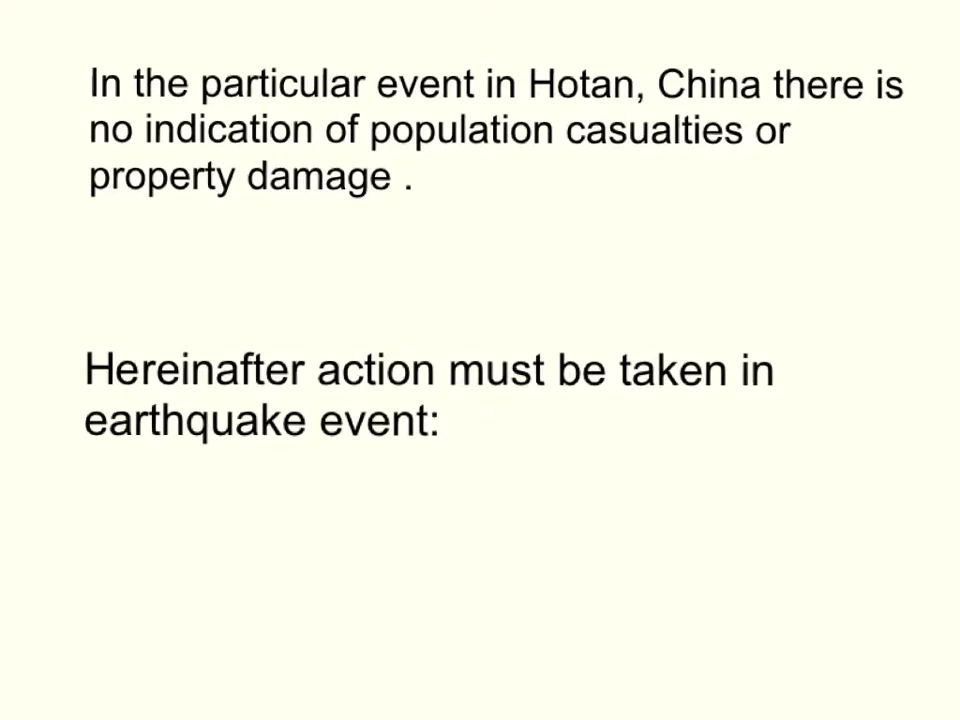 In the particular event in Hotan, China there is
no indication of population casualties or
property damage .
Hereinafter action must be taken in
earthquake event: